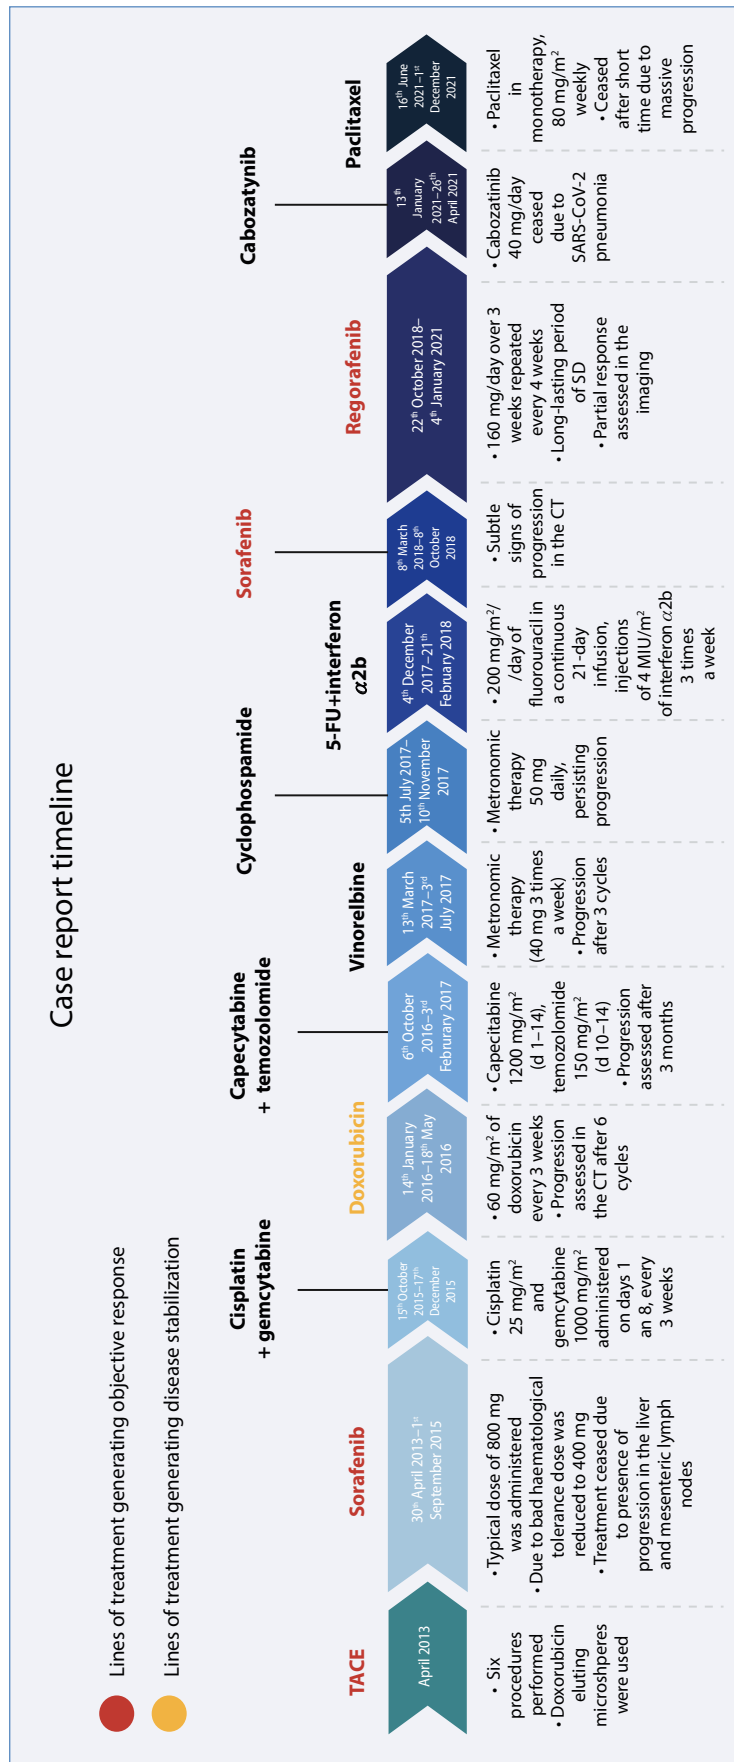 Case report timeline
Lines of treatment generating objective response
Lines of treatment generating disease stabilization
TACE
April 2013
• Six
procedures
performed
• Doxorubicin
eluting
microshperes
were used
Sorafenib
30th April 2013–1st
September 2015
• Typical dose of 800 mg
was administered
• Due to bad haematological
tolerance dose was
reduced to 400 mg
• Treatment ceased due
to presence of
progression in the liver
and mesenteric lymph
nodes
Cisplatin
+ gemcytabine
15th October
2015–17th
December
2015
• Cisplatin
25 mg/m²
and
gemcytabine
1000 mg/m²
administered
on days 1
an 8, every
3 weeks
Doxorubicin
14th January
2016–18th May
2016
• 60 mg/m² of
doxorubicin
every 3 weeks
• Progression
assessed in
the CT after 6
cycles
Capecytabine
+ temozolomide
6th October
2016–3rd
Februrary 2017
• Capecitabine
1200 mg/m²
(d 1–14),
temozolomide
150 mg/m²
(d 10–14)
• Progression
assessed after
3 months
Vinorelbine
13th March
2017–3rd
July 2017
• Metronomic
therapy
(40 mg 3 times
a week)
• Progression
after 3 cycles
Cyclophospamide
5th July 2017–
10th November
2017
• Metronomic
therapy
50 mg
daily,
persisting
progression
5-FU+interferon
α2b
4th December
2017–21th
February 2018
• 200 mg/m²/
/day of
fluorouracil in
a continuous
21-day
infusion,
injections
of 4 MIU/m²
of interferon α2b
3 times
a week
Sorafenib
8th March
2018–8th
October
2018
• Subtle
signs of
progression
in the CT
Regorafenib
22th October 2018–
4th January 2021
• 160 mg/day over 3
weeks repeated
every 4 weeks
• Long-lasting period
of SD
• Partial response
assessed in the
imaging
Cabozatynib
13th
January
2021–26th
April 2021
• Cabozatinib
40 mg/day
ceased
due to
SARS-CoV-2
pneumonia
Paclitaxel
16th June
2021–1st
December
2021
• Paclitaxel
in
monotherapy,
80 mg/m²
weekly
• Ceased
after short
time due to
massive
progression